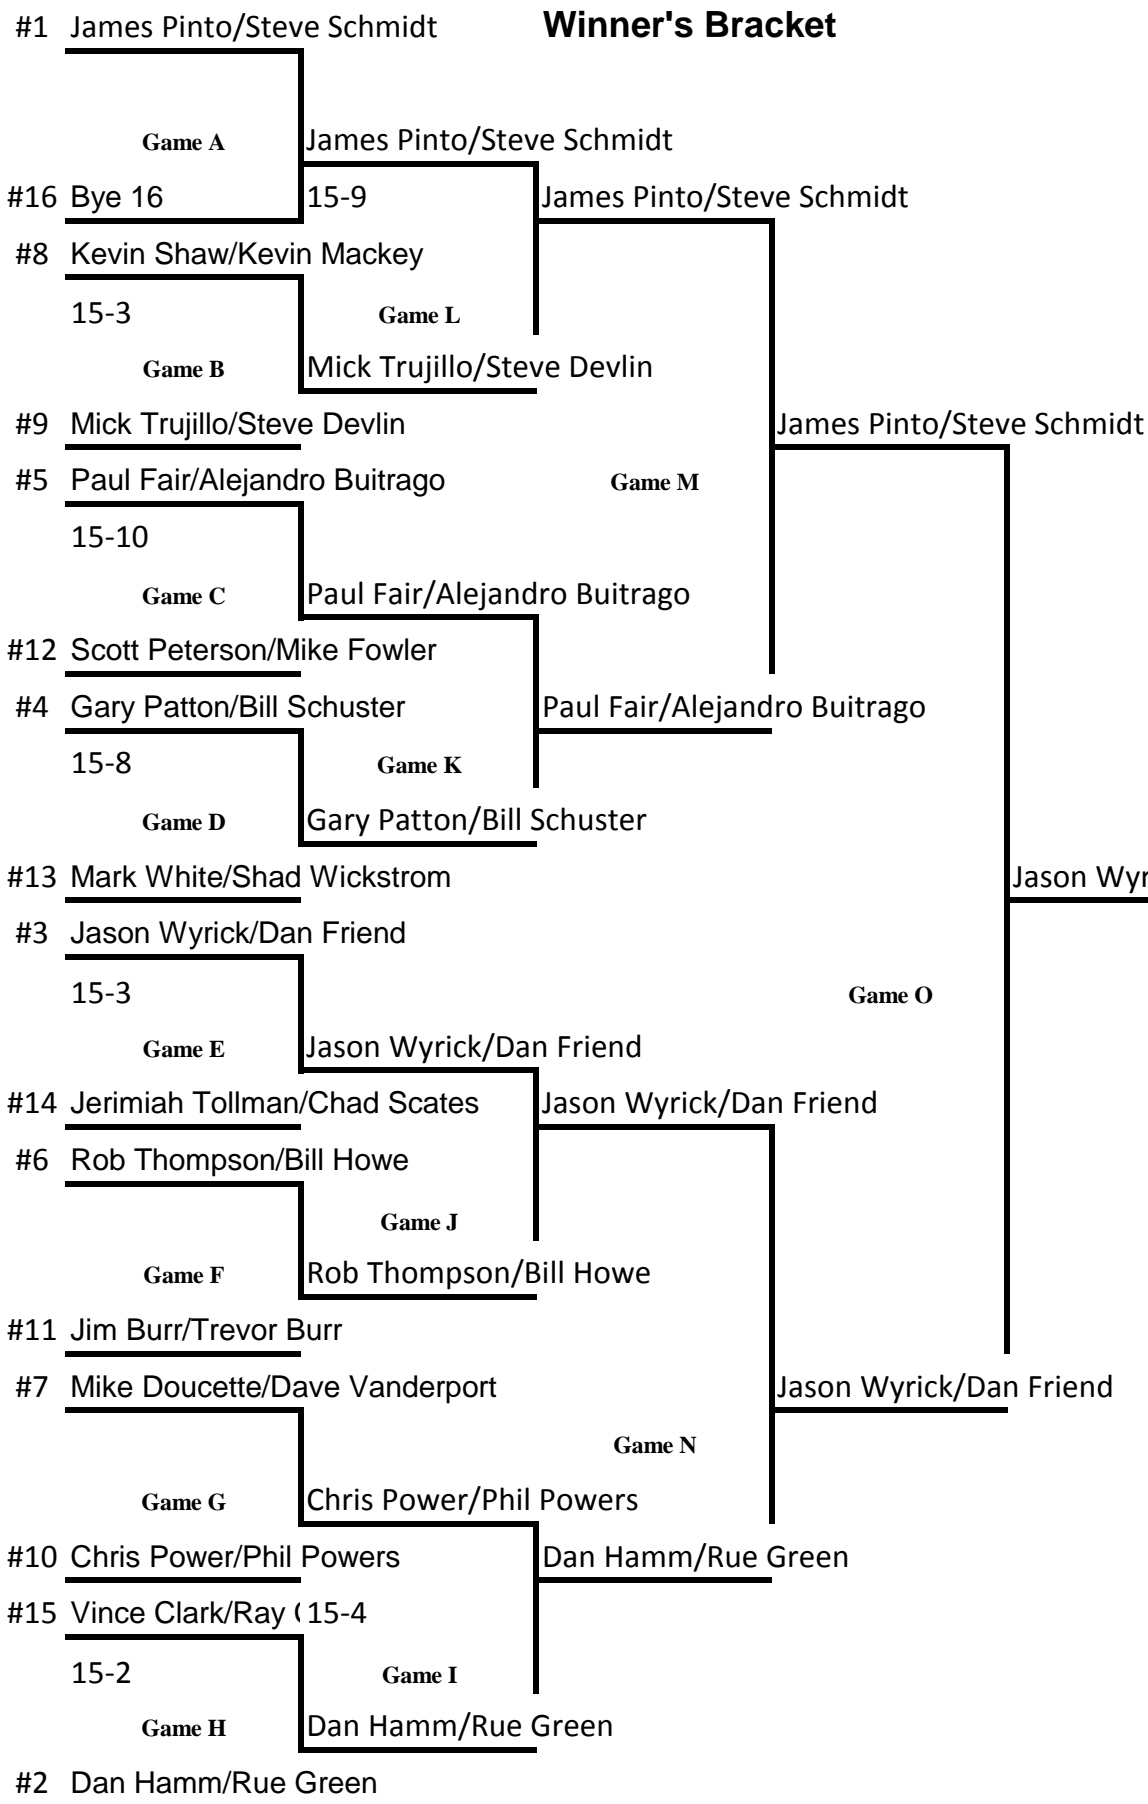 #1 James Pinto/Steve Schmidt Winner's Bracket
Game A James Pinto/Steve Schmidt
#16 Bye 16 15-9 James Pinto/Steve Schmidt
#8 Kevin Shaw/Kevin Mackey
15-3 Game L
Game B Mick Trujillo/Steve Devlin
#9 Mick Trujillo/Steve Devlin James Pinto/Steve Schmidt
#5 Paul Fair/Alejandro Buitrago Game M
15-10
Game C Paul Fair/Alejandro Buitrago
#12 Scott Peterson/Mike Fowler
#4 Gary Patton/Bill Schuster Paul Fair/Alejandro Buitrago
15-8 Game K
Game D Gary Patton/Bill Schuster
#13 Mark White/Shad Wickstrom Jason
#3 Jason Wyrick/Dan Friend
15-3 Game O
Game E Jason Wyrick/Dan Friend
#14 Jerimiah Tollman/Chad Scates Jason Wyrick/Dan Friend
#6 Rob Thompson/Bill Howe
Game J
Game F Rob Thompson/Bill Howe
#11 Jim Burr/Trevor Burr
#7 Mike Doucette/Dave Vanderport Jason Wyrick/Dan Friend
Game N
Game G Chris Power/Phil Powers
#10 Chris Power/Phil Powers Dan Hamm/Rue Green
#15 Vince Clark/Ray 15-4
15-2 Game I
Game H Dan Hamm/Rue Green
#2 Dan Hamm/Rue Green